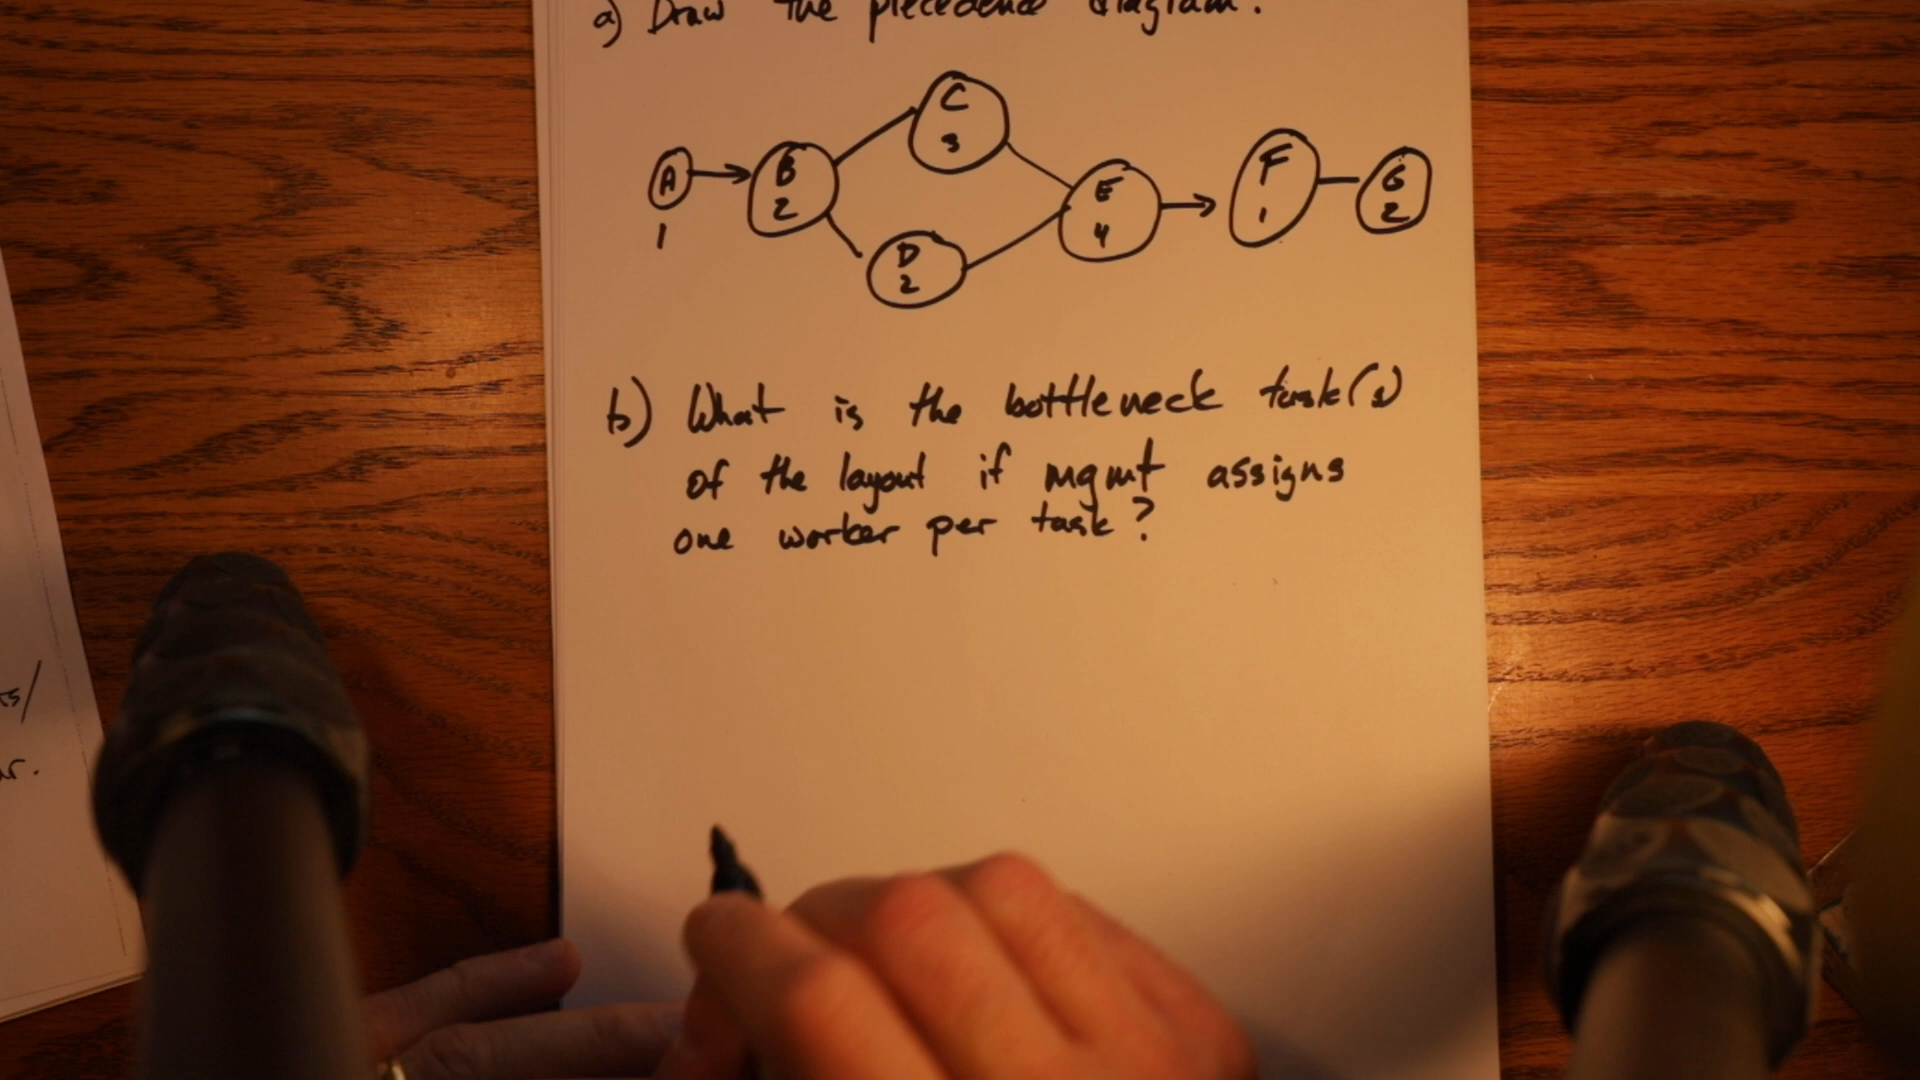 a) Draw the precedence diagram.
C
3
A
1
B
2
D
2
E
4
F
1
G
2
b) What is the bottleneck task(s)
of the layout if mgmt assigns
one worker per task?